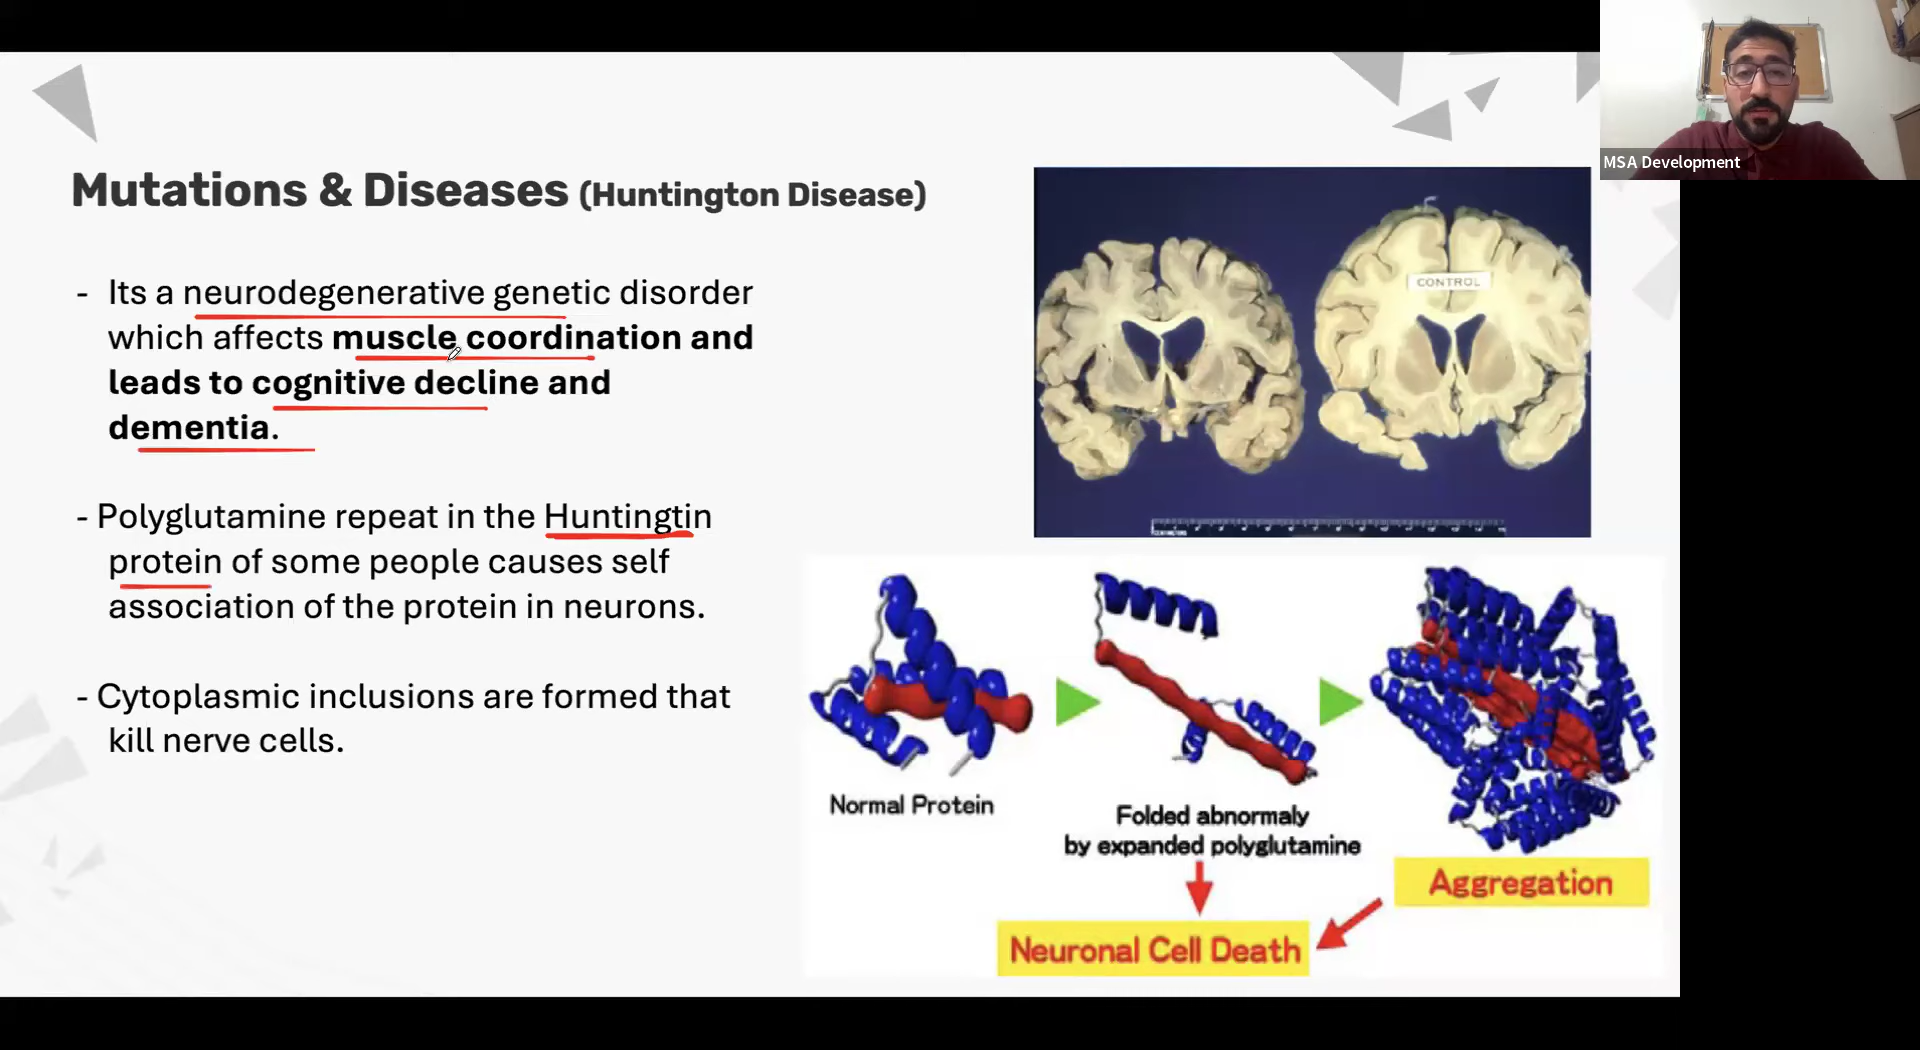 MSA Development
Mutations & Diseases (Huntington Disease)
- Its a neurodegenerative genetic disorder
which affects muscle coordination and
leads to cognitive decline and
dementia.
- Polyglutamine repeat in the Huntingtin
protein of some people causes self
association of the protein in neurons.
- Cytoplasmic inclusions are formed that
kill nerve cells.
CONTROL
CENTIMETERS
Normal Protein
Folded abnormaly
by expanded polyglutamine
Aggregation
Neuronal Cell Death